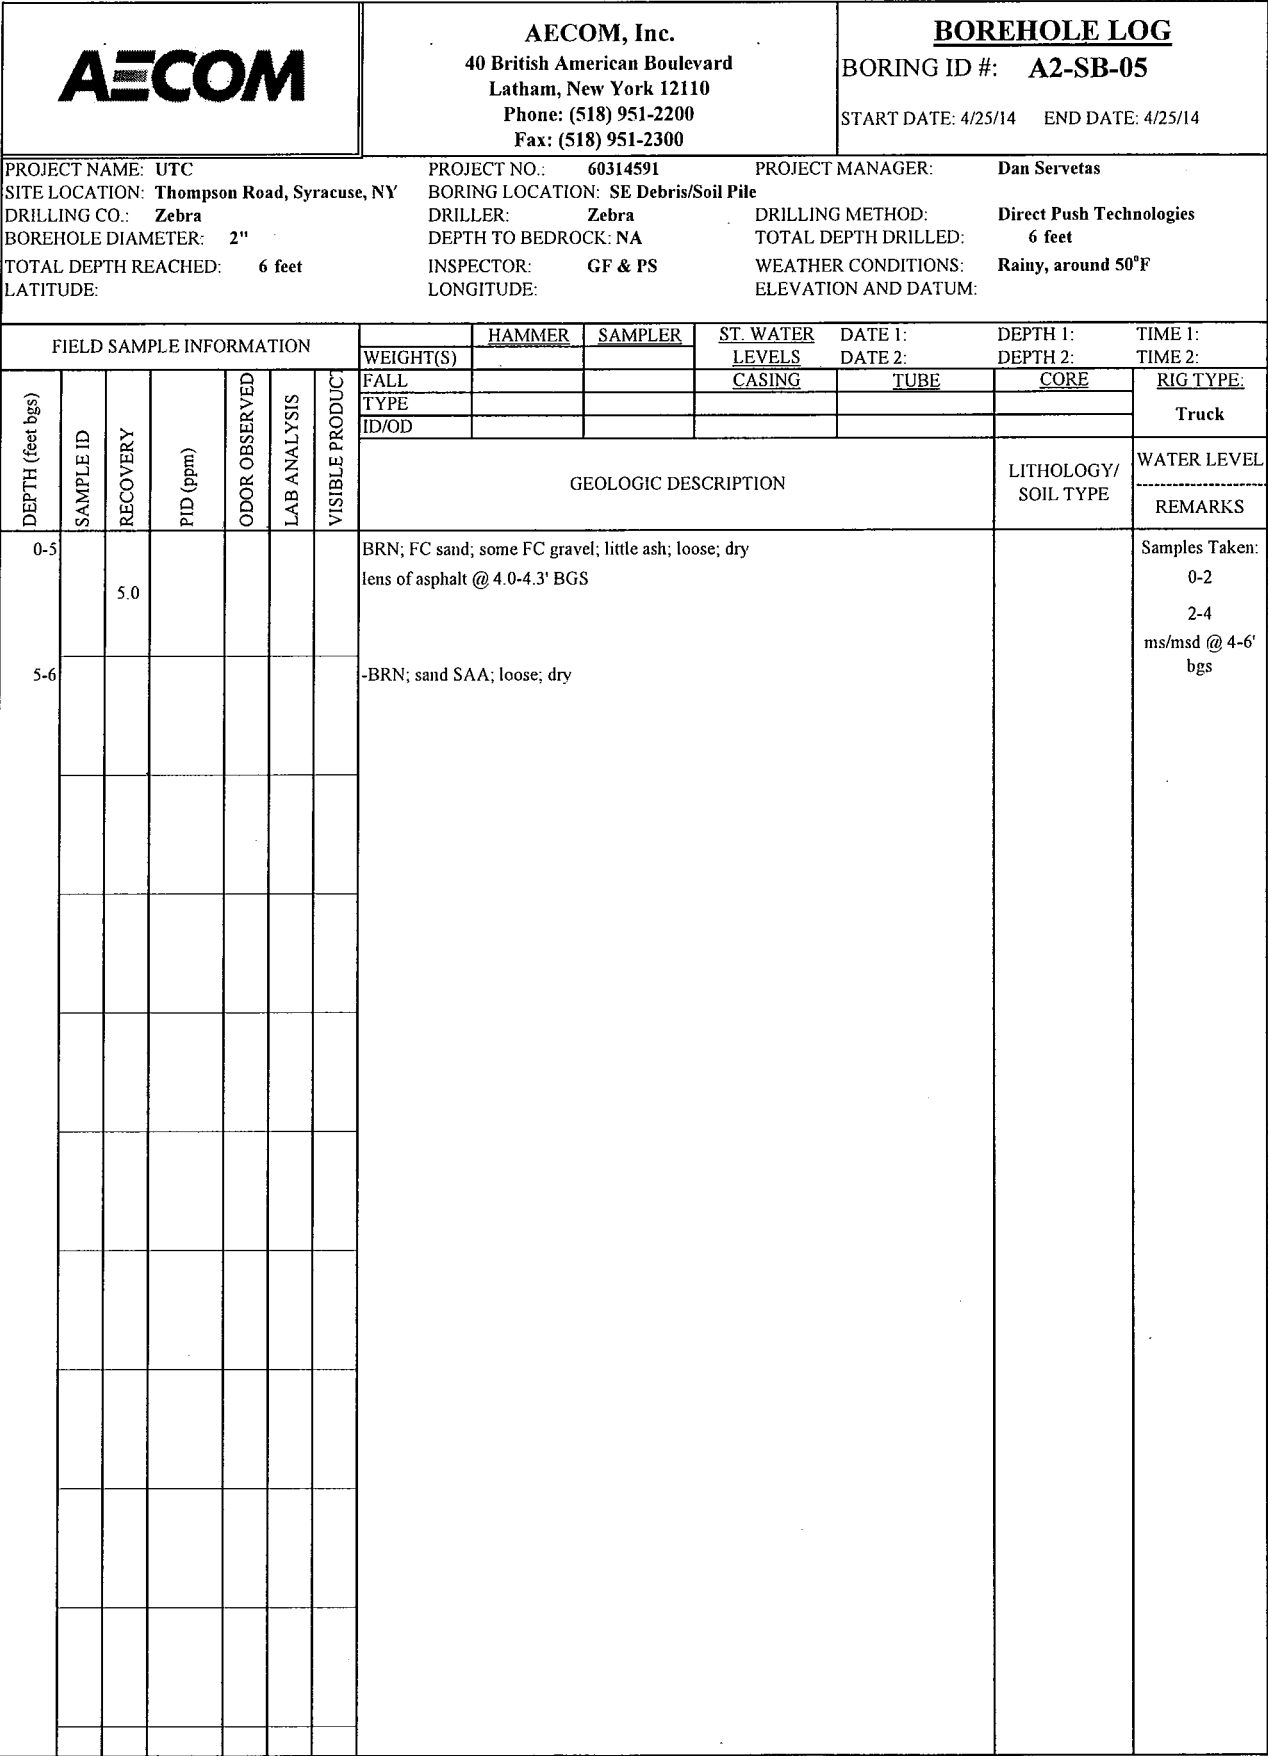 AECOM
AECOM, Inc.
40 British American Boulevard
Latham, New York 12110
Phone: (518) 951-2200
Fax: (518) 951-2300
BOREHOLE LOG
BORING ID #: A2-SB-05
START DATE: 4/25/14 END DATE: 4/25/14
PROJECT NAME: UTC PROJECT NO.: 60314591 PROJECT MANAGER: Dan Servetas
SITE LOCATION: Thompson Road, Syracuse, NY BORING LOCATION: SE Debris/Soil Pile
DRILLING CO.: Zebra DRILLER: Zebra DRILLING METHOD: Direct Push Technologies
BOREHOLE DIAMETER: 2" DEPTH TO BEDROCK: NA TOTAL DEPTH DRILLED: 6 feet
TOTAL DEPTH REACHED: 6 feet INSPECTOR: GF & PS WEATHER CONDITIONS: Rainy, around 50°F
LATITUDE: LONGITUDE: ELEVATION AND DATUM:
FIELD SAMPLE INFORMATION
HAMMER SAMPLER ST. WATER DATE 1: DEPTH 1: TIME 1:
WEIGHT(S) LEVELS DATE 2: DEPTH 2: TIME 2:
FALL CASING TUBE CORE RIG TYPE:
TYPE Truck
ID/OD
DEPTH (feet bgs)
SAMPLE ID
RECOVERY
PID (ppm)
ODOR OBSERVED
LAB ANALYSIS
VISIBLE PRODUCT
GEOLOGIC DESCRIPTION
LITHOLOGY/
SOIL TYPE
WATER LEVEL
----------------------
REMARKS
0-5 BRN; FC sand; some FC gravel; little ash; loose; dry Samples Taken:
lens of asphalt @ 4.0-4.3' BGS 0-2
5.0
2-4
ms/msd @ 4-6'
bgs
5-6 -BRN; sand SAA; loose; dry